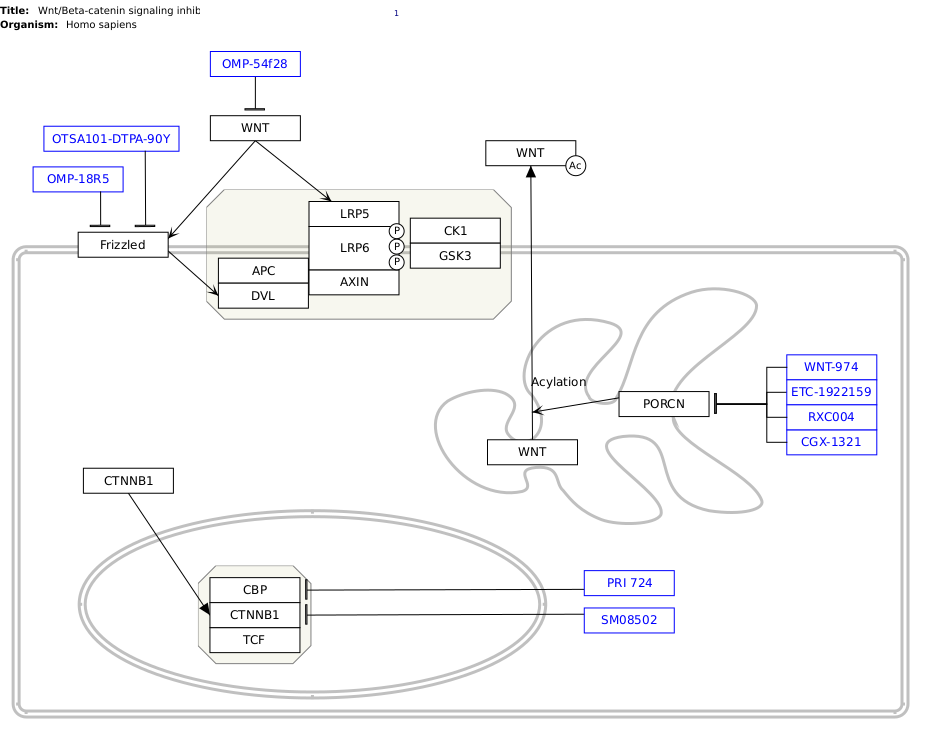 Title: Wnt/Beta-catenin signaling inhib
1
Organism: Homo sapiens
OMP-54f28
WNT
OTSA101-DTPA-90Y
OMP-18R5
WNT
Ac
Frizzled
LRP5
LRP6
AXIN
P
P
P
CK1
GSK3
APC
DVL
Acylation
PORCN
WNT
WNT-974
ETC-1922159
RXC004
CGX-1321
CTNNB1
CBP
CTNNB1
TCF
PRI 724
SM08502